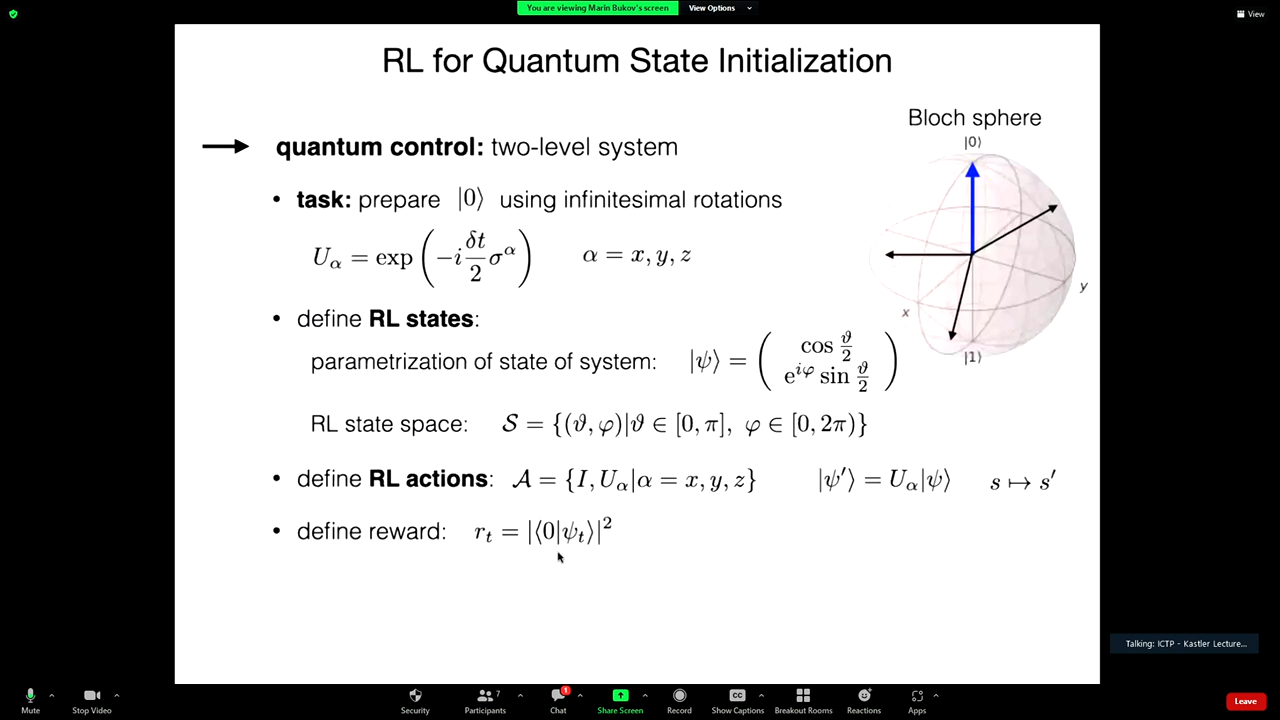 You are viewing Marin Bukov's screen
View Options
View
RL for Quantum State Initialization
Bloch sphere
|0⟩
quantum control: two-level system
• task: prepare |0⟩ using infinitesimal rotations
U_α = exp(−i δt/2 σ^α) α = x, y, z
y
x
• define RL states:
|1⟩
parametrization of state of system: |ψ⟩ = ( cos ϑ/2
e^{iφ} sin ϑ/2 )
RL state space: S = {(ϑ, φ)|ϑ ∈ [0, π], φ ∈ [0, 2π)}
• define RL actions: A = {I, U_α|α = x, y, z} |ψ′⟩ = U_α|ψ⟩ s ↦ s′
• define reward: r_t = |⟨0|ψ_t⟩|²
Talking: ICTP - Kastler Lecture...
Mute
Stop Video
Security
Participants
7
Chat
1
Share Screen
Record
CC
Show Captions
Breakout Rooms
Reactions
Apps
Leave